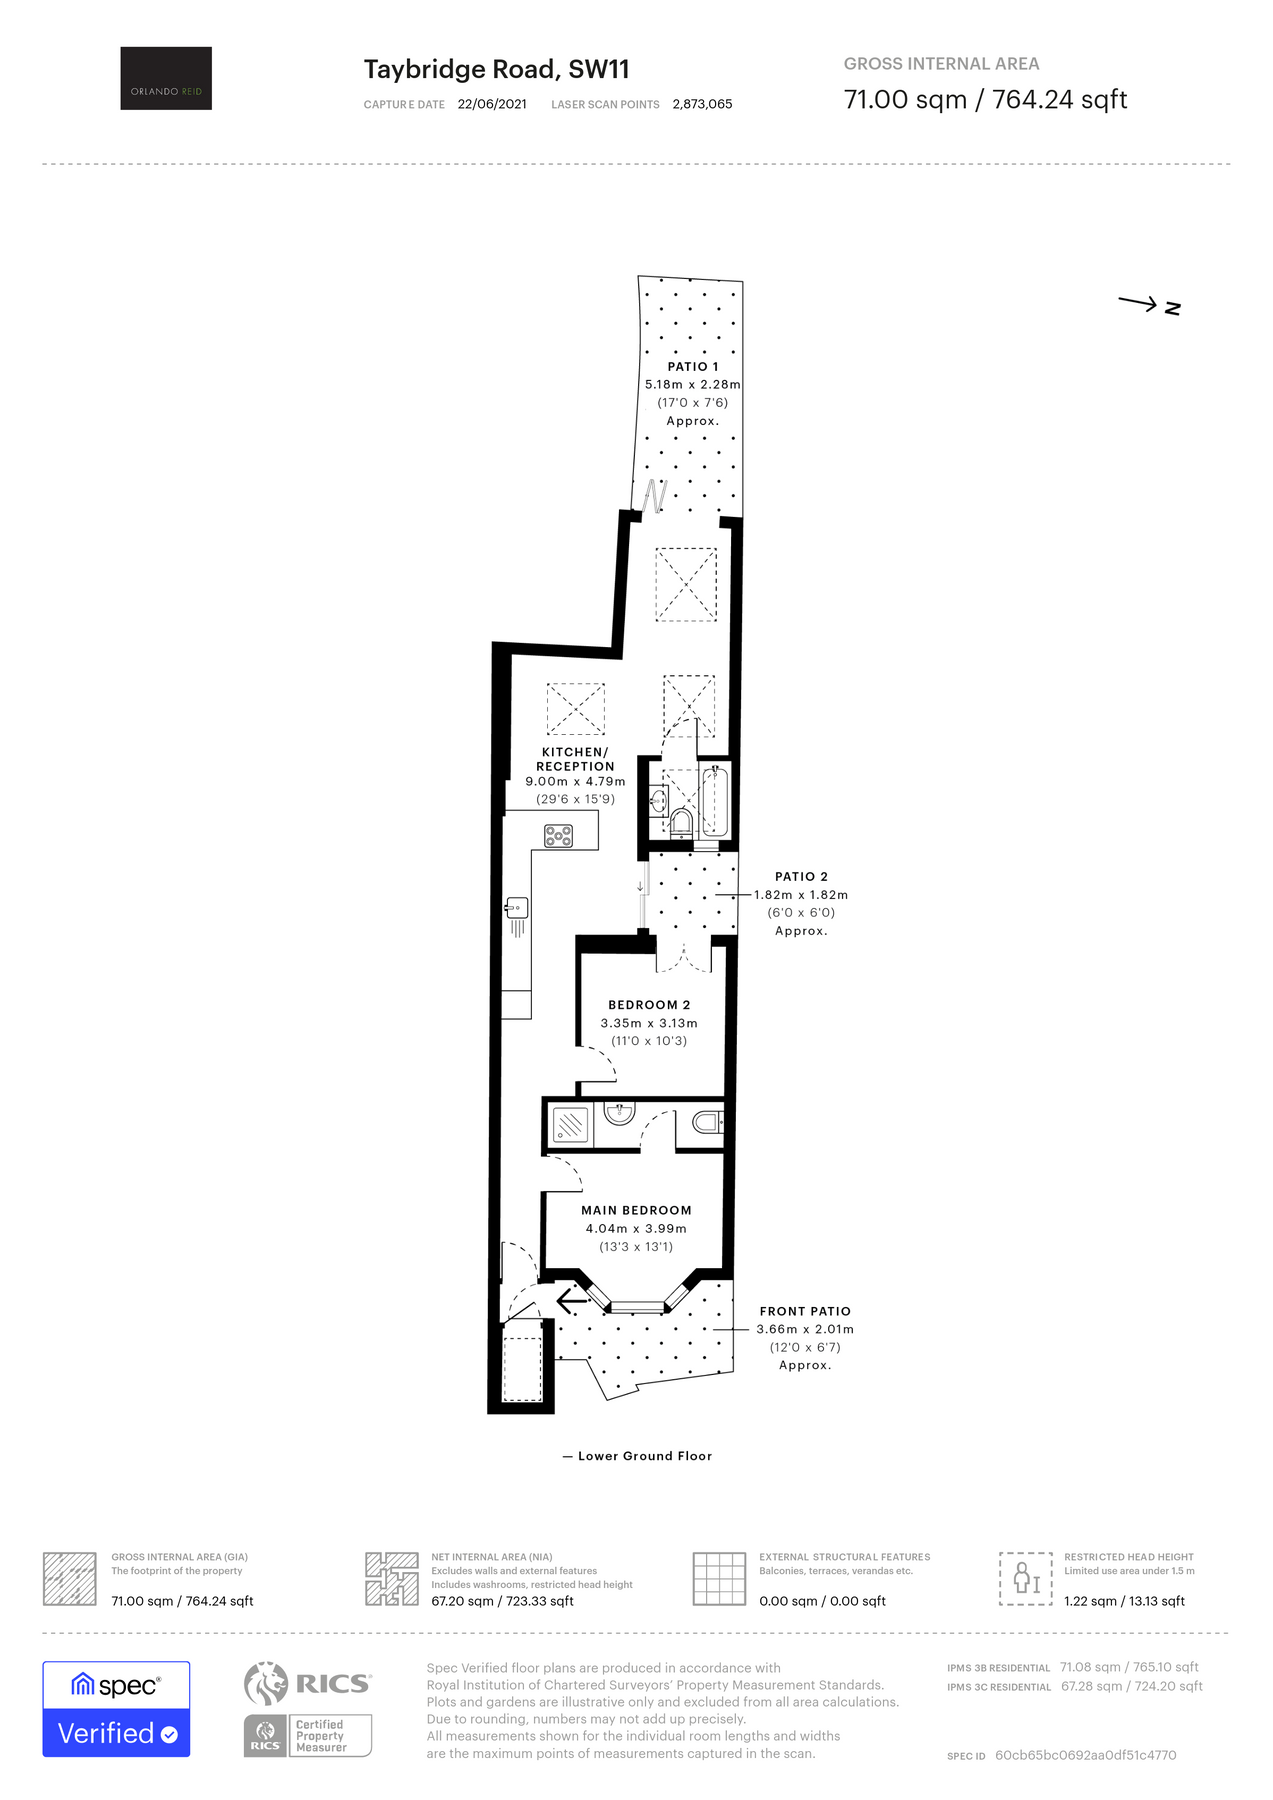 ORLANDO REID
Taybridge Road, SW11
CAPTURE DATE 22/06/2021 LASER SCAN POINTS 2,873,065
GROSS INTERNAL AREA
71.00 sqm / 764.24 sqft
N
PATIO 1
5.18m x 2.28m
(17'0 x 7'6)
Approx.
KITCHEN/
RECEPTION
9.00m x 4.79m
(29'6 x 15'9)
PATIO 2
1.82m x 1.82m
(6'0 x 6'0)
Approx.
BEDROOM 2
3.35m x 3.13m
(11'0 x 10'3)
MAIN BEDROOM
4.04m x 3.99m
(13'3 x 13'1)
FRONT PATIO
3.66m x 2.01m
(12'0 x 6'7)
Approx.
— Lower Ground Floor
GROSS INTERNAL AREA (GIA)
The footprint of the property
71.00 sqm / 764.24 sqft
NET INTERNAL AREA (NIA)
Excludes walls and external features
Includes washrooms, restricted head height
67.20 sqm / 723.33 sqft
EXTERNAL STRUCTURAL FEATURES
Balconies, terraces, verandas etc.
0.00 sqm / 0.00 sqft
RESTRICTED HEAD HEIGHT
Limited use area under 1.5 m
1.22 sqm / 13.13 sqft
spec®
Verified
RICS®
RICS
Certified
Property
Measurer
Spec Verified floor plans are produced in accordance with
Royal Institution of Chartered Surveyors' Property Measurement Standards.
Plots and gardens are illustrative only and excluded from all area calculations.
Due to rounding, numbers may not add up precisely.
All measurements shown for the individual room lengths and widths
are the maximum points of measurements captured in the scan.
IPMS 3B RESIDENTIAL 71.08 sqm / 765.10 sqft
IPMS 3C RESIDENTIAL 67.28 sqm / 724.20 sqft
SPEC ID 60cb65bc0692aa0df51c4770